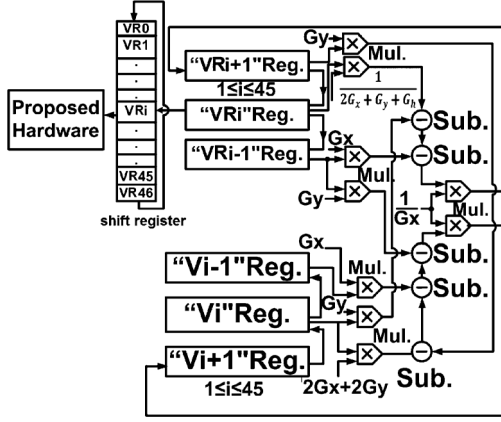 VR0
VR1
VRi
VR45
VR46
shift register
Proposed
Hardware
“VRi+1"Reg.
1≤i≤45
“VRi"Reg.
“VRi-1"Reg.
Gy
Mul.
1
2Gx + Gy + Gh
Sub.
Sub.
Gx
Mul.
Gy
1
Gx
Mul.
Sub.
Sub.
Gx
Mul.
“Vi-1"Reg.
Gy
“Vi"Reg.
Mul.
“Vi+1"Reg.
1≤i≤45
2Gx+2Gy
Sub.